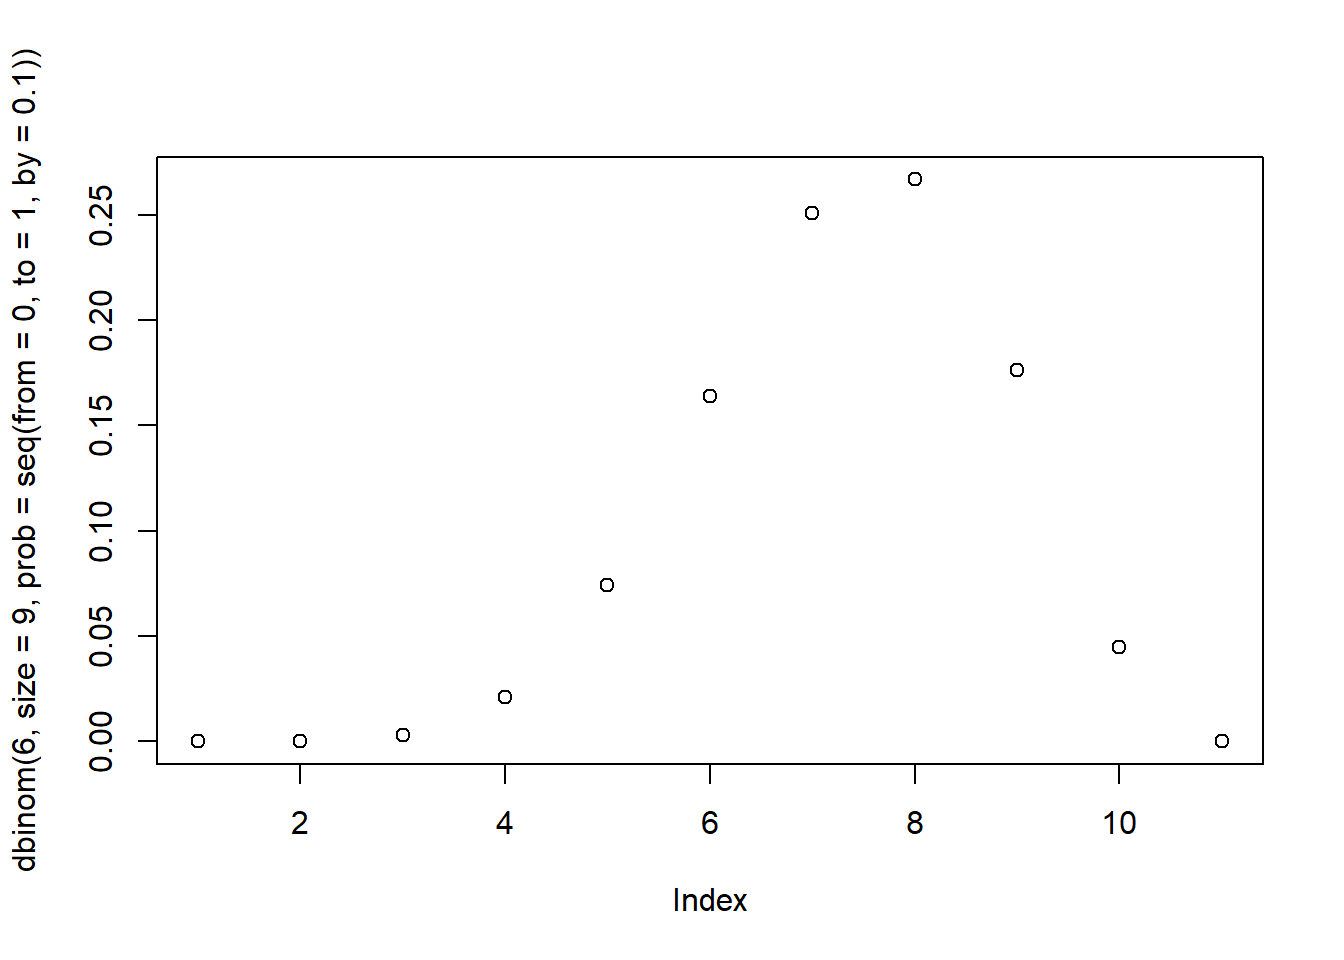 dbinom(6, size = 9, prob = seq(from = 0, to = 1, by = 0.1))
0.25
0.20
0.15
0.10
0.05
0.00
2 4 6 8 10
Index